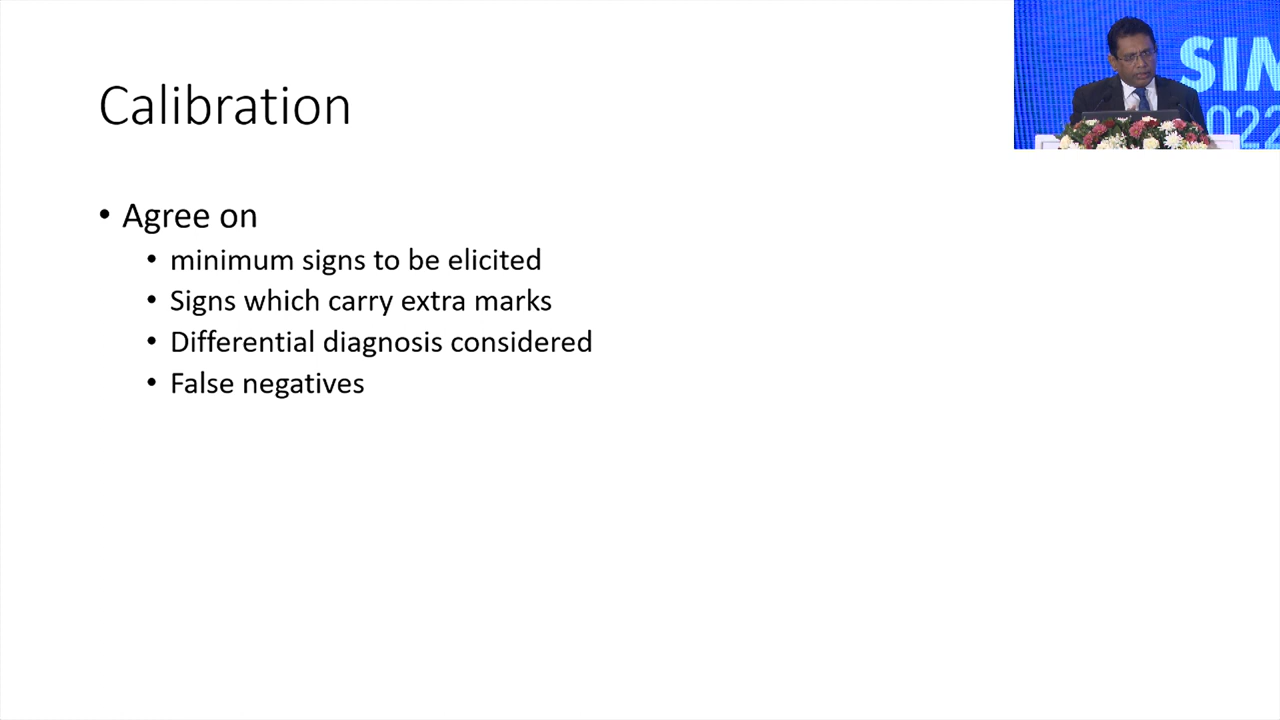 Calibration
• Agree on
• minimum signs to be elicited
• Signs which carry extra marks
• Differential diagnosis considered
• False negatives